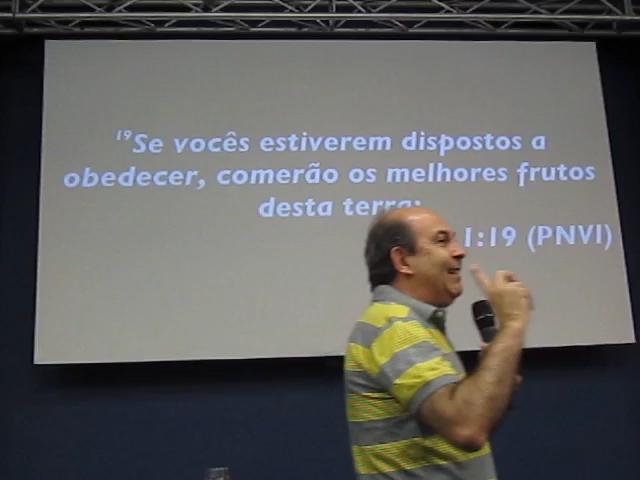 ¹⁹Se vocês estiverem dispostos a
obedecer, comerão os melhores frutos
desta terra;
1:19 (PNVI)